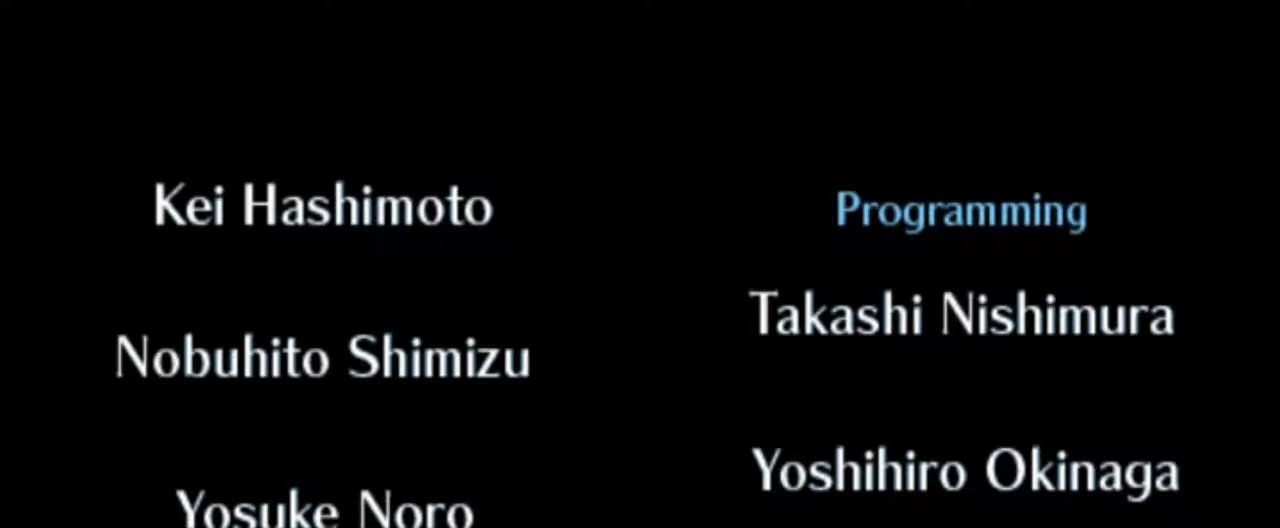 Kei Hashimoto
Nobuhito Shimizu
Yosuke Noro
Programming
Takashi Nishimura
Yoshihiro Okinaga